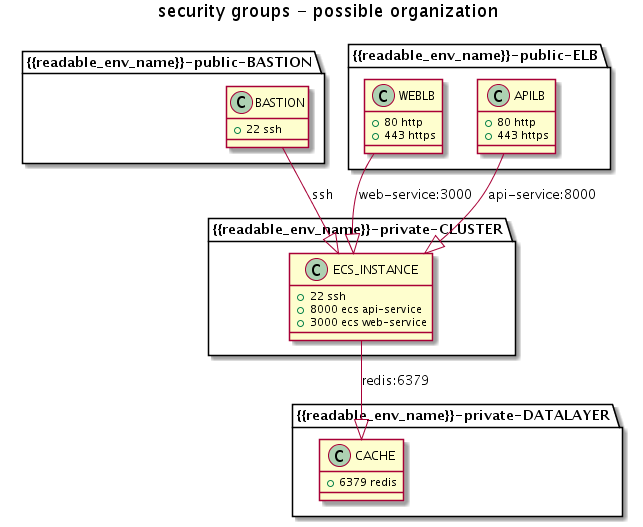 security groups - possible organization
{{readable_env_name}}-public-BASTION
{{readable_env_name}}-public-ELB
C BASTION
22 ssh
C WEBLB
80 http
443 https
C APILB
80 http
443 https
ssh
web-service:3000
api-service:8000
{{readable_env_name}}-private-CLUSTER
C ECS_INSTANCE
22 ssh
8000 ecs api-service
3000 ecs web-service
redis:6379
{{readable_env_name}}-private-DATALAYER
C CACHE
6379 redis